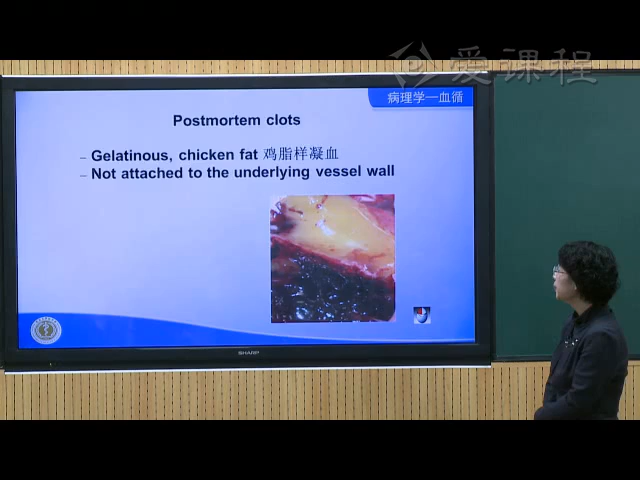 爱课程
病理学—血循
Postmortem clots
– Gelatinous, chicken fat 鸡脂样凝血
– Not attached to the underlying vessel wall
SHARP